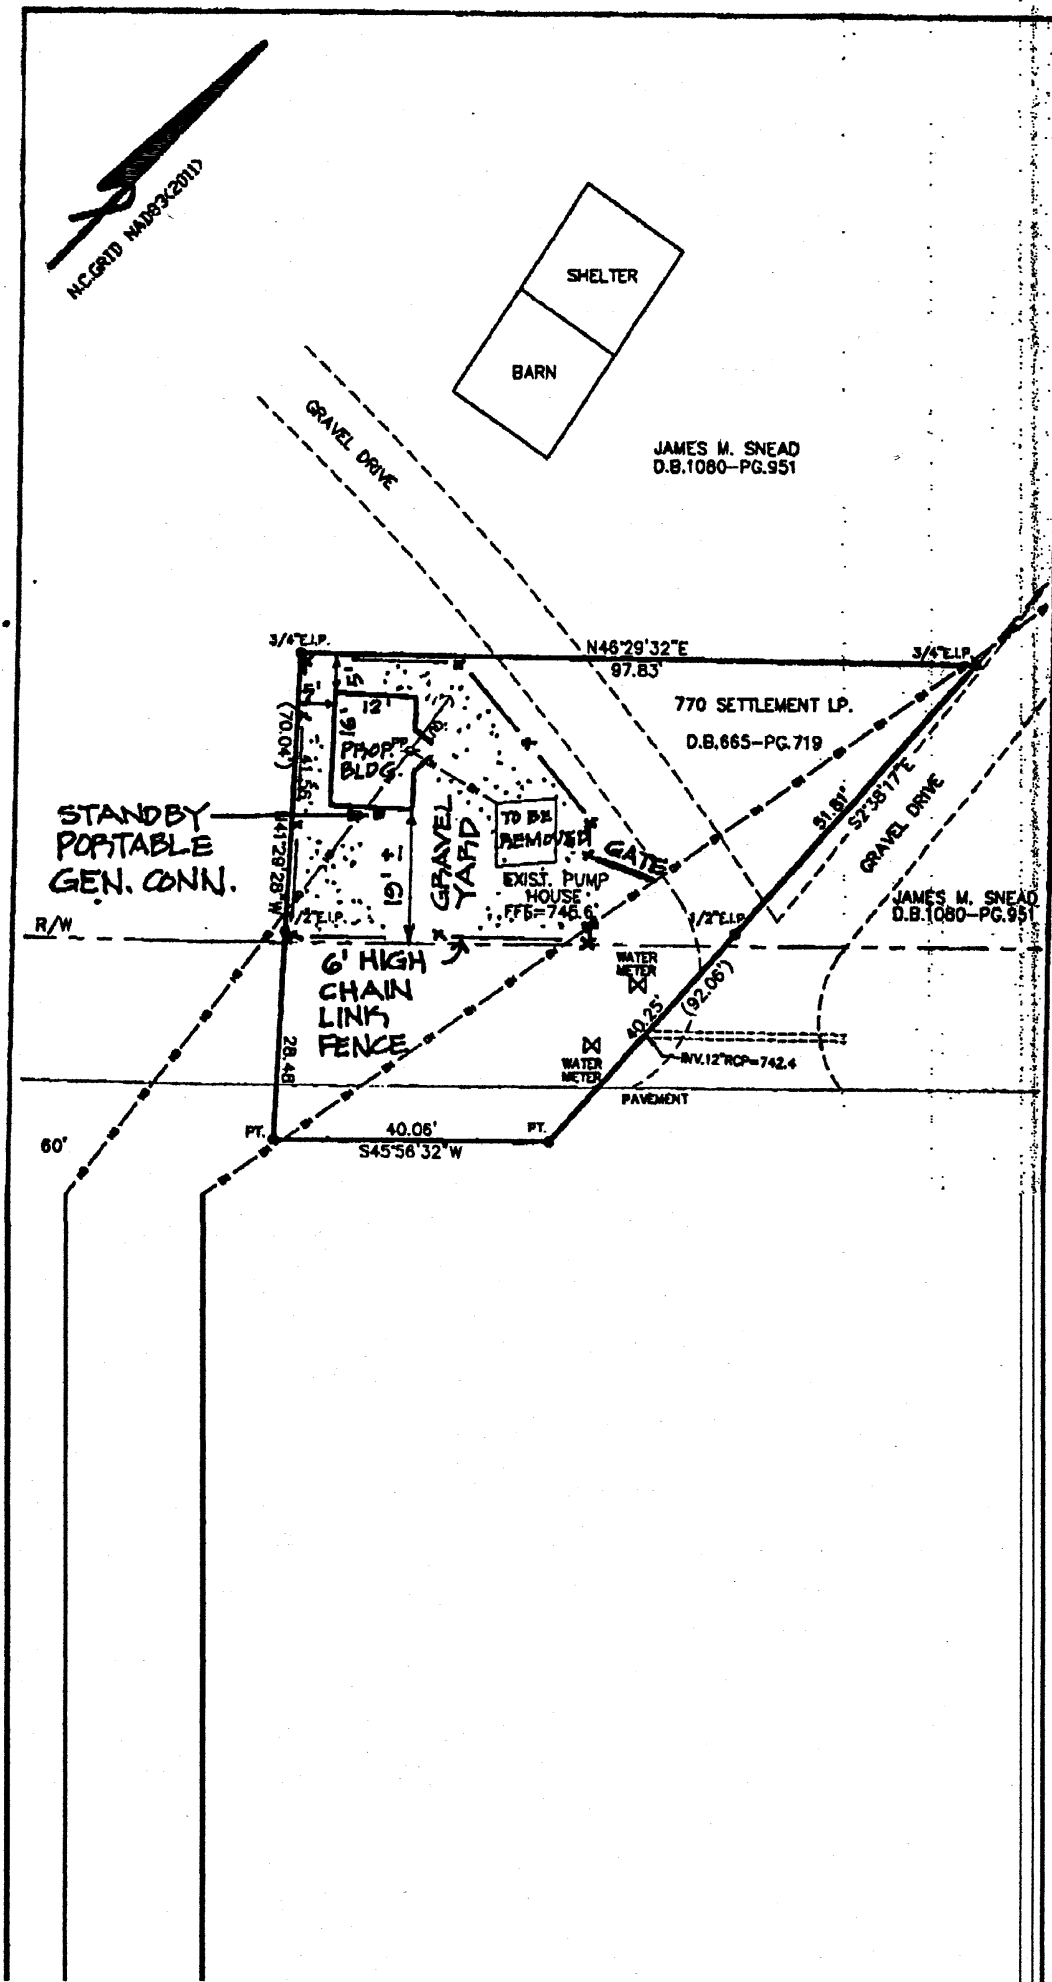 N.C.GRID NAD83(2011)
SHELTER
BARN
GRAVEL DRIVE
JAMES M. SNEAD
D.B.1080-PG.951
3/4"E.I.P.
N46°29'32"E
97.83'
3/4"E.I.P.
770 SETTLEMENT LP.
D.B.665-PG.719
5'
5'
12'
16'
PROP.
BLDG.
PP
(70.04')
41.56'
N41°29'28"W
STANDBY
PORTABLE
GEN. CONN.
GRAVEL
YARD
TO BE
REMOVED
GATE
EXIST. PUMP
HOUSE
FFE=746.6
51.81'
S2°38'17"E
GRAVEL DRIVE
JAMES M. SNEAD
D.B.1080-PG.951
R/W
1/2"E.I.P.
1/2"E.I.P.
6' HIGH
CHAIN
LINK
FENCE
WATER
METER
40.25'
(92.06')
28.48
WATER
METER
INV.12"RCP=742.4
PAVEMENT
60'
PT.
40.06'
S45°56'32"W
PT.